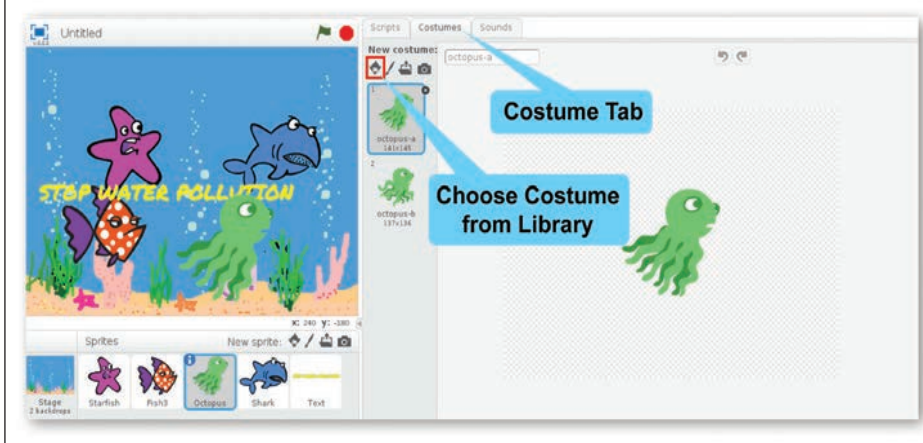 Untitled
Scripts Costumes Sounds
New costume:
octopus-a
1
octopus-a
2
octopus-b
Costume Tab
Choose Costume
from Library
STOP WATER POLLUTION
X: 240 y: -180
Sprites New sprite:
Stage
2 backdrops
Starfish Fish3 Octopus Shark Text